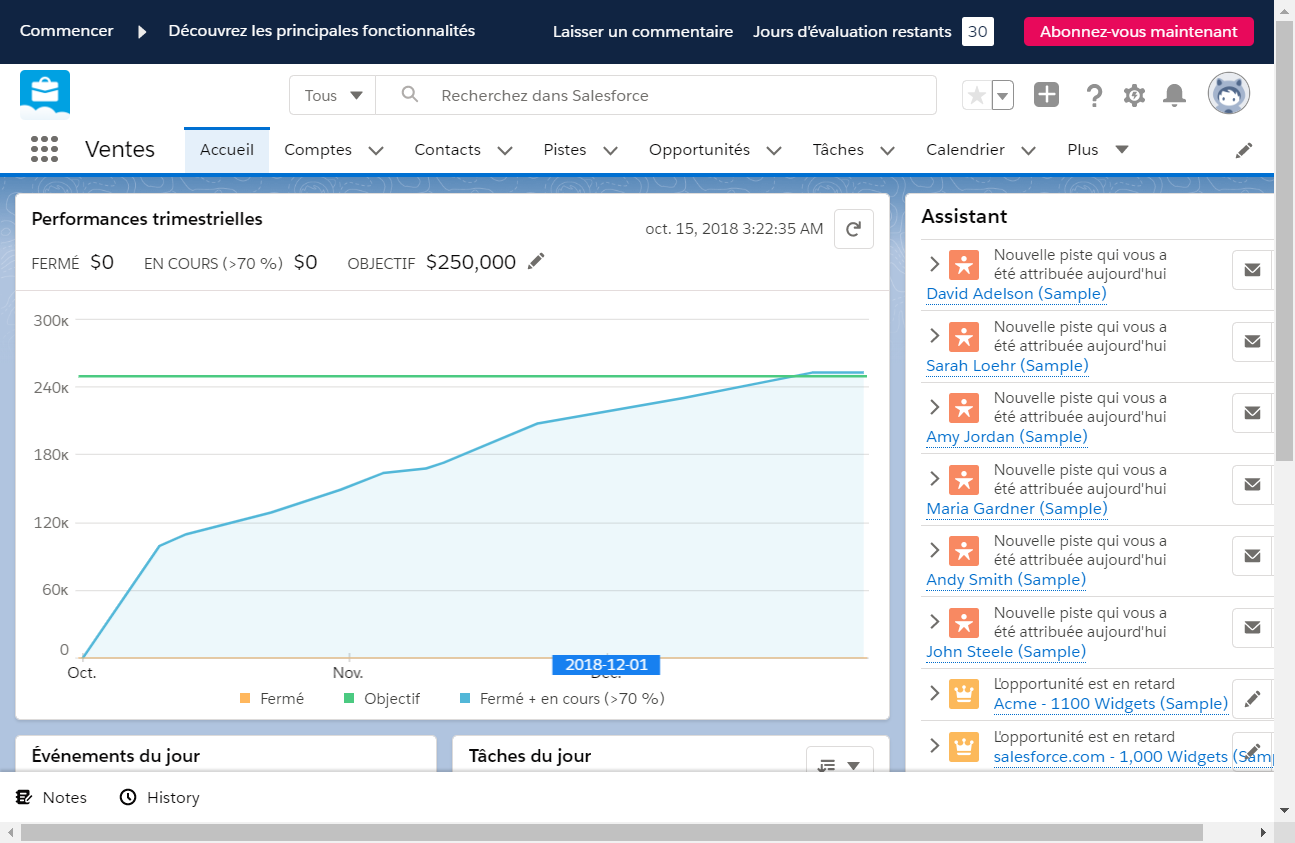 Commencer
Découvrez les principales fonctionnalités
Laisser un commentaire
Jours d'évaluation restants 30
Abonnez-vous maintenant
Tous
Recherchez dans Salesforce
Ventes
Accueil
Comptes
Contacts
Pistes
Opportunités
Tâches
Calendrier
Plus
Performances trimestrielles
oct. 15, 2018 3:22:35 AM
FERMÉ $0 EN COURS (>70 %) $0 OBJECTIF $250,000
300K
240K
180K
120K
60K
0
Oct.
Nov.
2018-12-01
Fermé
Objectif
Fermé + en cours (>70 %)
Assistant
Nouvelle piste qui vous a
été attribuée aujourd'hui
David Adelson (Sample)
Nouvelle piste qui vous a
été attribuée aujourd'hui
Sarah Loehr (Sample)
Nouvelle piste qui vous a
été attribuée aujourd'hui
Amy Jordan (Sample)
Nouvelle piste qui vous a
été attribuée aujourd'hui
Maria Gardner (Sample)
Nouvelle piste qui vous a
été attribuée aujourd'hui
Andy Smith (Sample)
Nouvelle piste qui vous a
été attribuée aujourd'hui
John Steele (Sample)
L'opportunité est en retard
Acme - 1100 Widgets (Sample)
L'opportunité est en retard
salesforce.com - 1,000 Widgets (Sam
Événements du jour
Tâches du jour
Notes
History